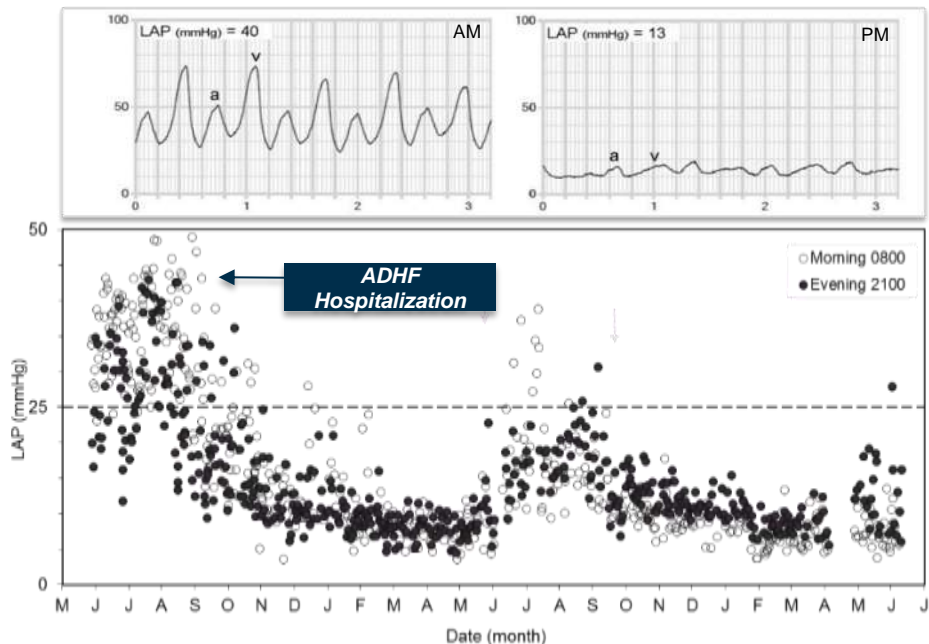 LAP (mmHg) = 40
AM
100
50
0
a
v
0 1 2 3
LAP (mmHg) = 13
PM
100
50
0
a
v
0 1 2 3
50
25
0
LAP (mmHg)
ADHF
Hospitalization
Morning 0800
Evening 2100
M J J A S O N D J F M A M J J A S O N D J F M A M J J
Date (month)